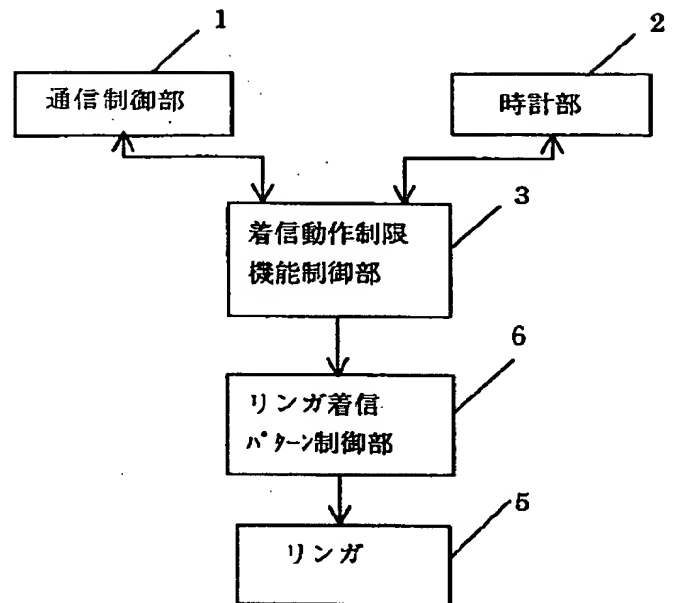 1
2
通信制御部
時計部
3
着信動作制限
機能制御部
6
リンガ着信
ﾊﾟﾀｰﾝ制御部
5
リンガ